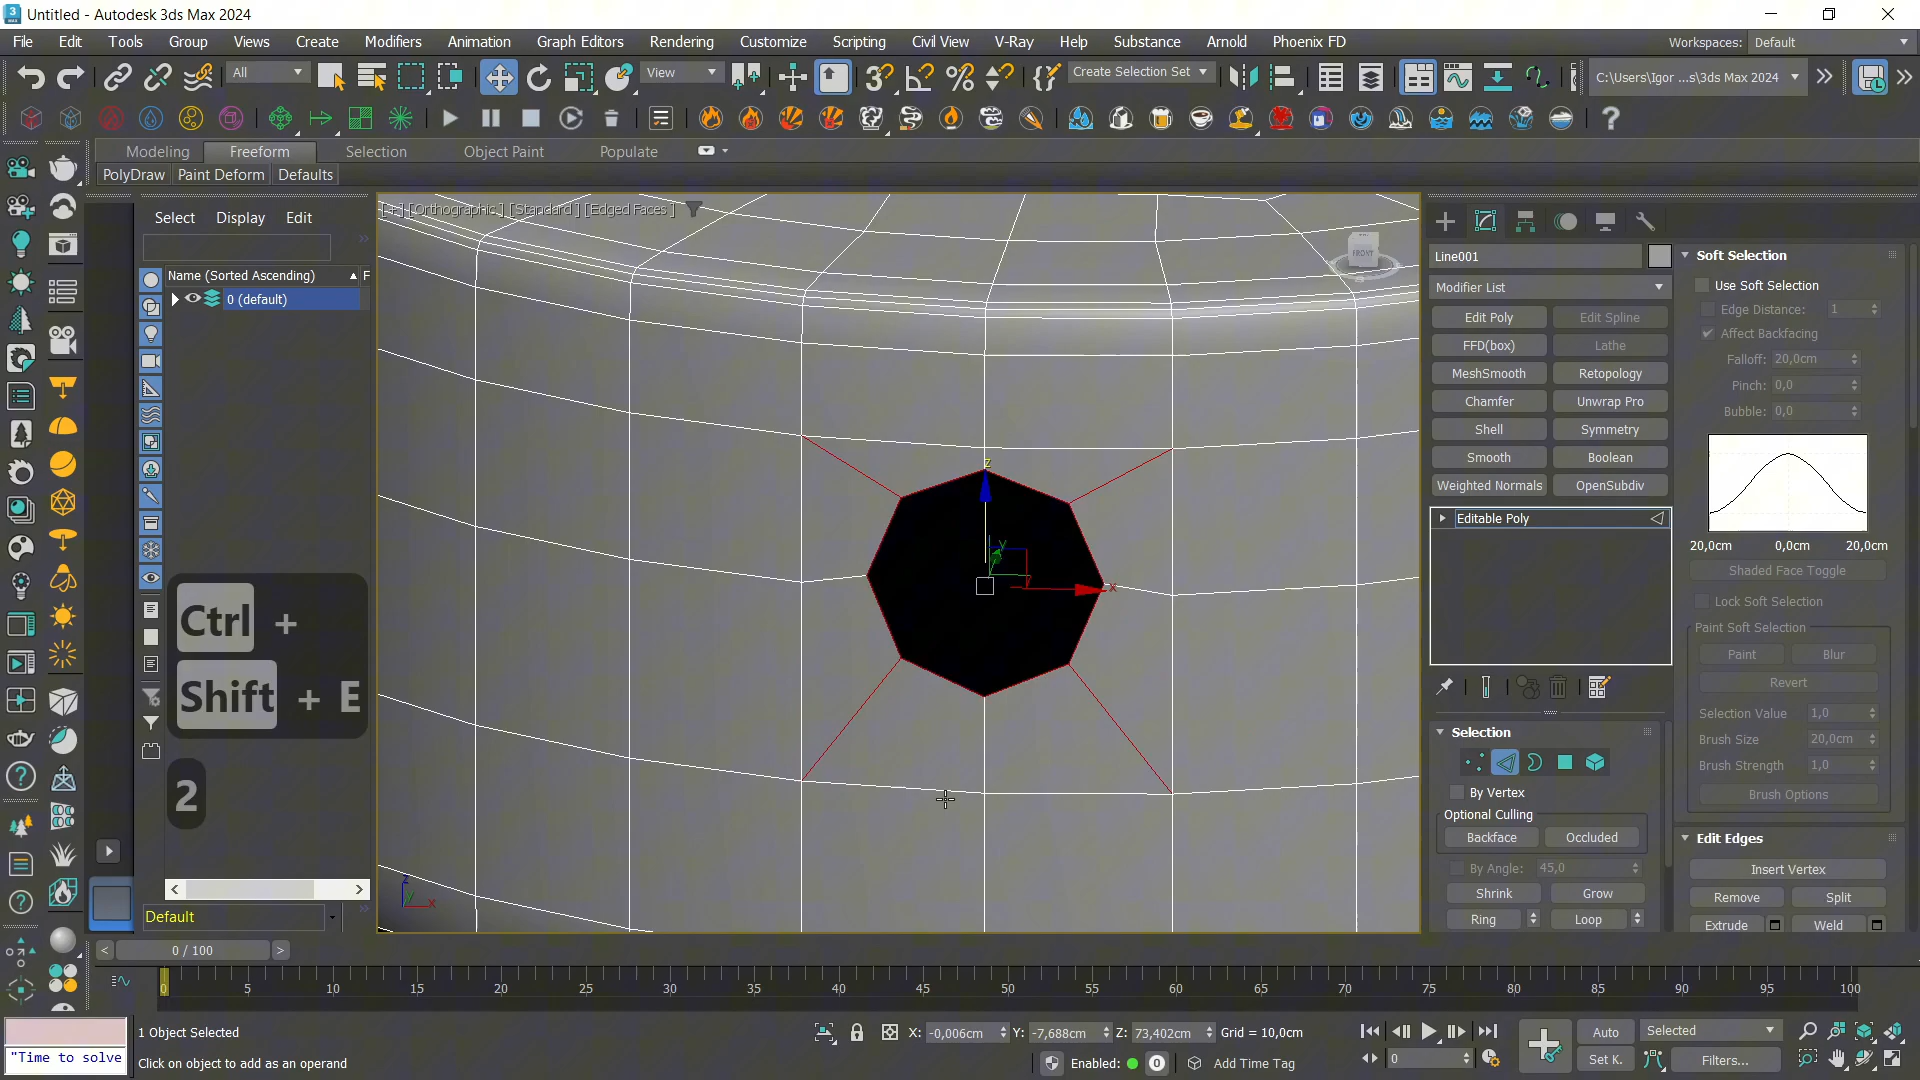 Untitled - Autodesk 3ds Max 2024
File Edit Tools Group Views Create Modifiers Animation Graph Editors Rendering Customize Scripting Civil View V-Ray Help Substance Arnold Phoenix FD
Workspaces: Default
All
View
Create Selection Set
C:\Users\Igor ...s\3ds Max 2024
Modeling Freeform Selection Object Paint Populate
PolyDraw Paint Deform Defaults
Select Display Edit
[+] [Orthographic ] [Standard ] [Edged Faces ]
Name (Sorted Ascending) F
0 (default)
FRONT
Line001
Modifier List
Edit Poly Edit Spline
FFD(box) Lathe
MeshSmooth Retopology
Chamfer Unwrap Pro
Shell Symmetry
Smooth Boolean
Weighted Normals OpenSubdiv
Editable Poly
Selection
By Vertex
Optional Culling
Backface Occluded
By Angle: 45,0
Shrink Grow
Ring Loop
Soft Selection
Use Soft Selection
Edge Distance: 1
Affect Backfacing
Falloff: 20,0cm
Pinch: 0,0
Bubble: 0,0
20,0cm 0,0cm 20,0cm
Shaded Face Toggle
Lock Soft Selection
Paint Soft Selection
Paint Blur
Revert
Selection Value 1,0
Brush Size 20,0cm
Brush Strength 1,0
Brush Options
Edit Edges
Insert Vertex
Remove Split
Extrude Weld
z
y
x
Ctrl +
Shift + E
2
z
y
x
Default
0 / 100
0 5 10 15 20 25 30 35 40 45 50 55 60 65 70 75 80 85 90 95 100
1 Object Selected
X: -0,006cm Y: -7,688cm Z: 73,402cm Grid = 10,0cm
Auto Selected
"Time to solve
Click on object to add as an operand
Enabled: 0 Add Time Tag
0
Set K. Filters...